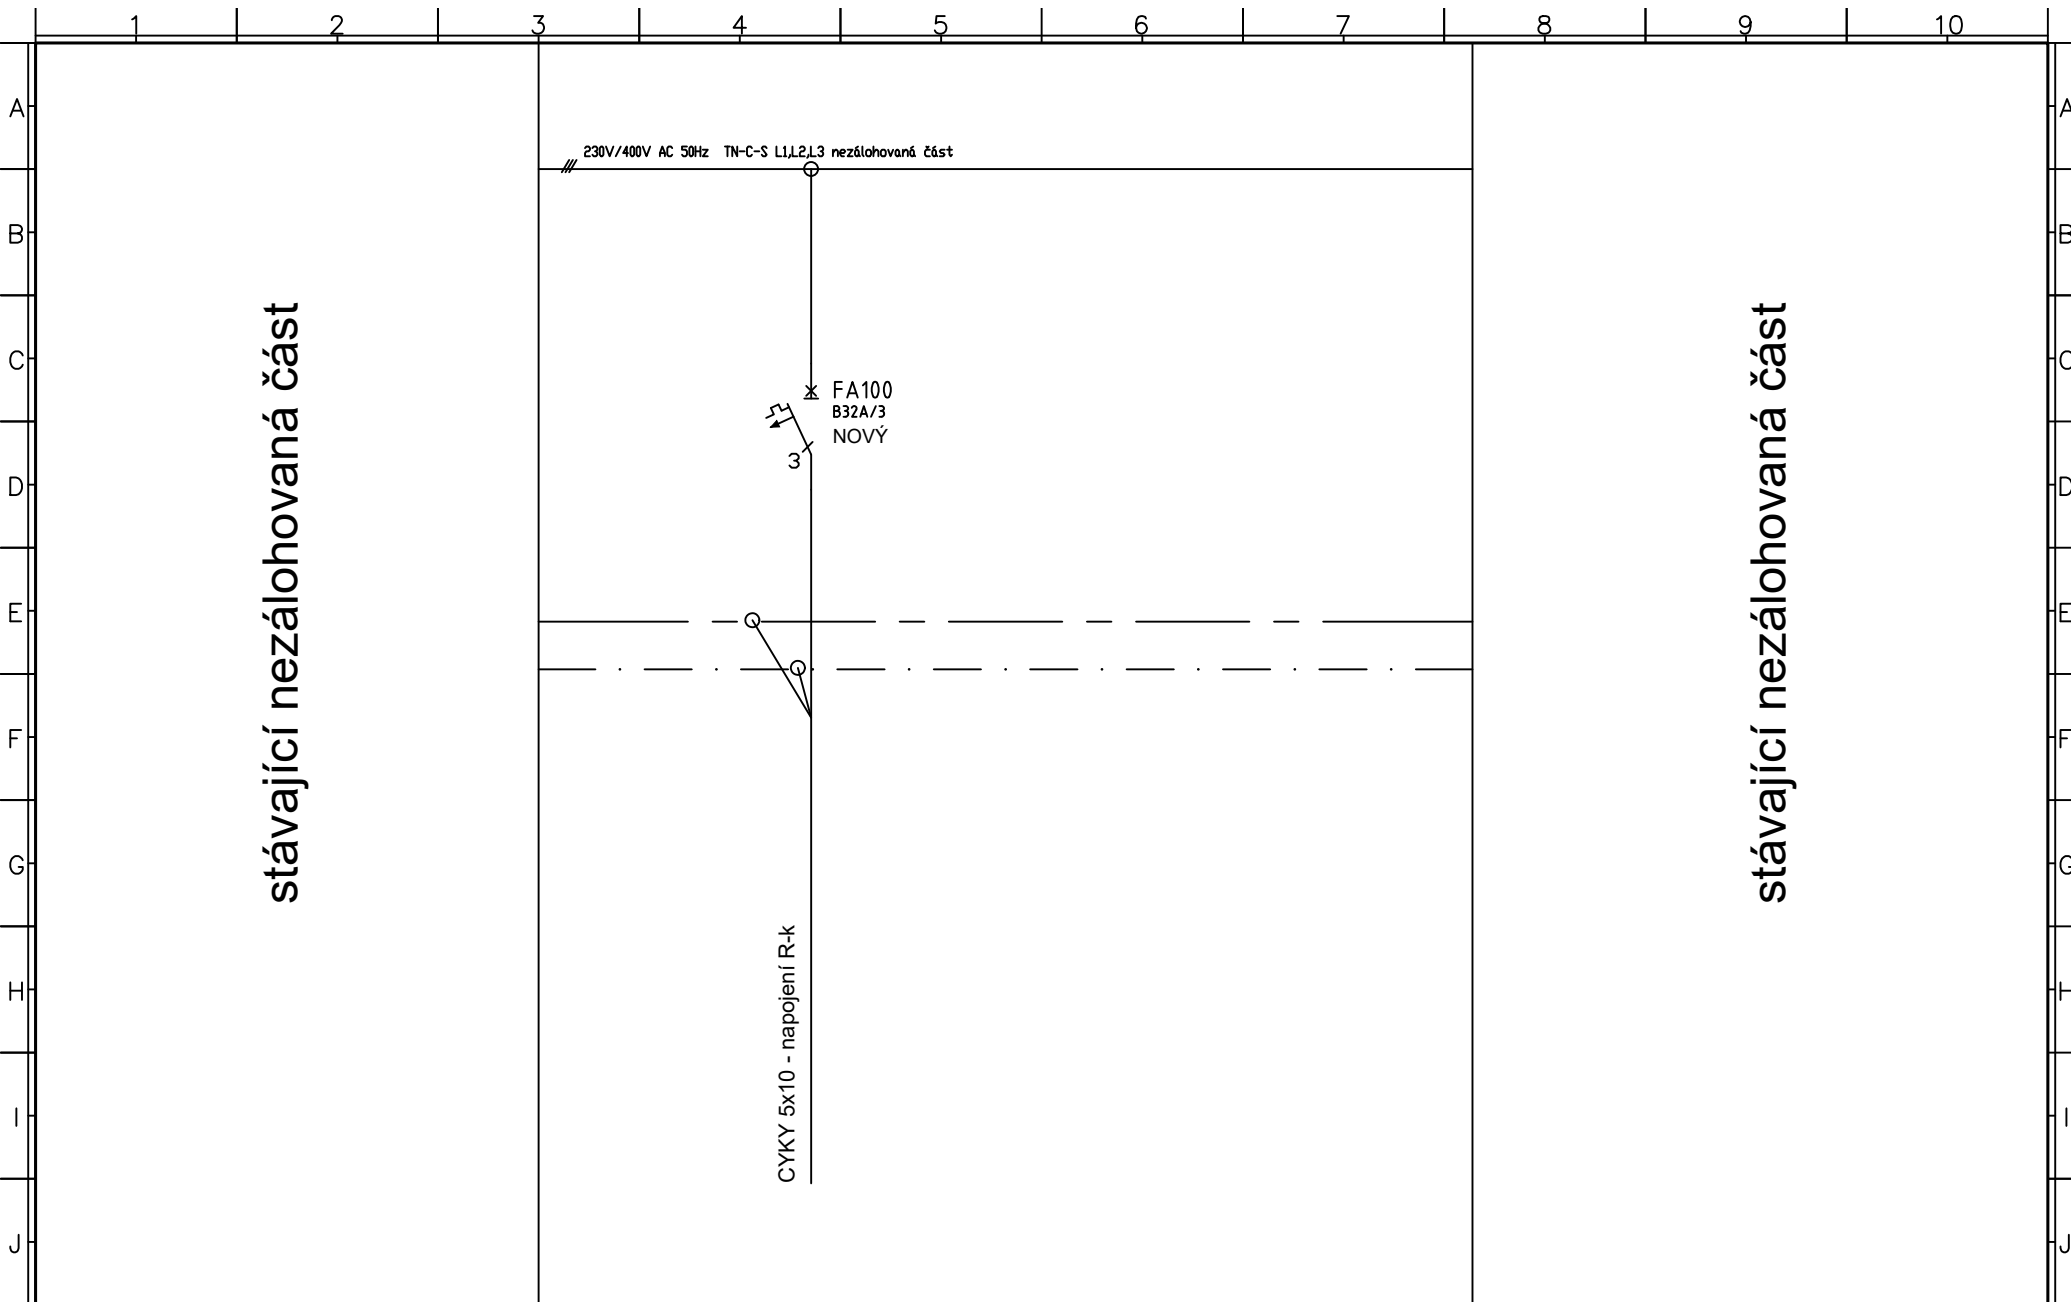 1 2 3 4 5 6 7 8 9 10
A A
230V/400V AC 50Hz TN-C-S L1,L2,L3 nezálohovaná část
B B
stávající nezálohovaná část
stávající nezálohovaná část
C C
FA100
B32A/3
NOVÝ
3
D D
E E
F F
G G
CYKY 5x10 - napojení R-k
H H
I I
J J